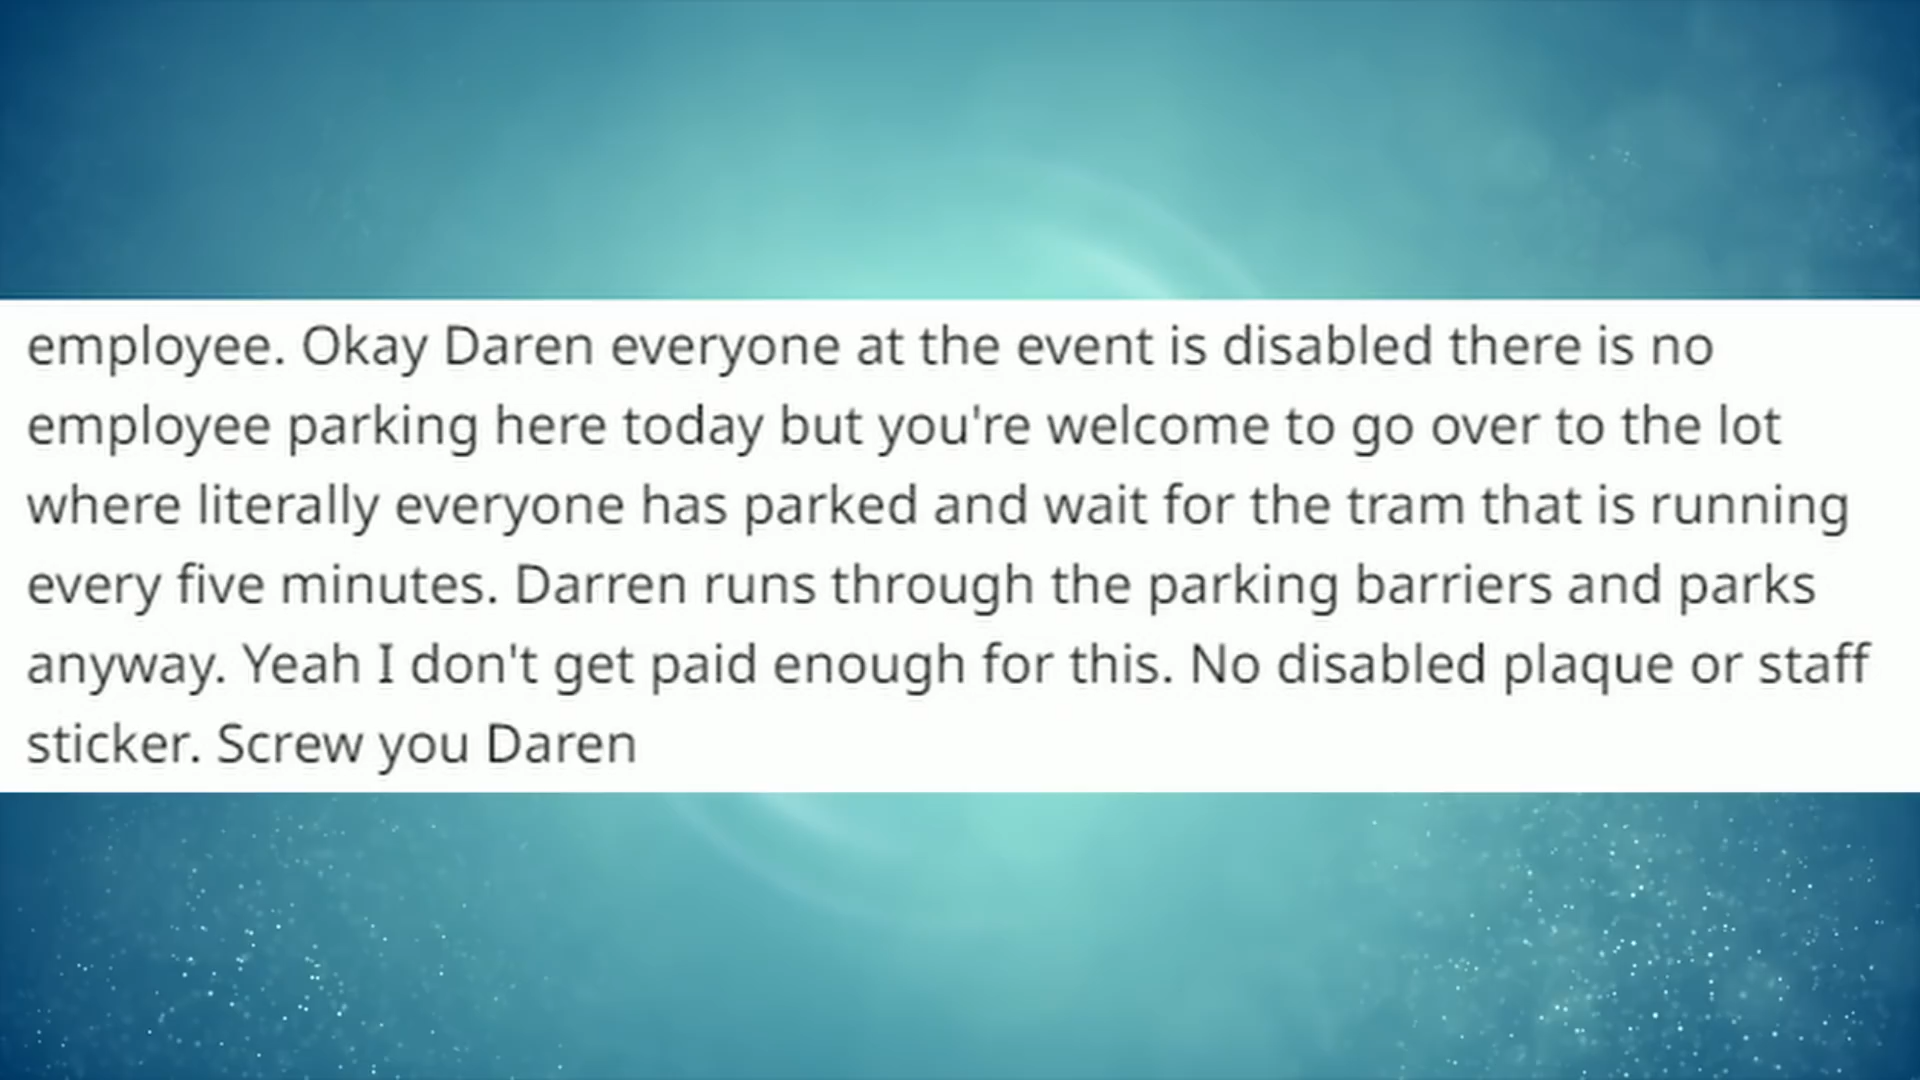 employee. Okay Daren everyone at the event is disabled there is no
employee parking here today but you're welcome to go over to the lot
where literally everyone has parked and wait for the tram that is running
every five minutes. Darren runs through the parking barriers and parks
anyway. Yeah I don't get paid enough for this. No disabled plaque or staff
sticker. Screw you Daren